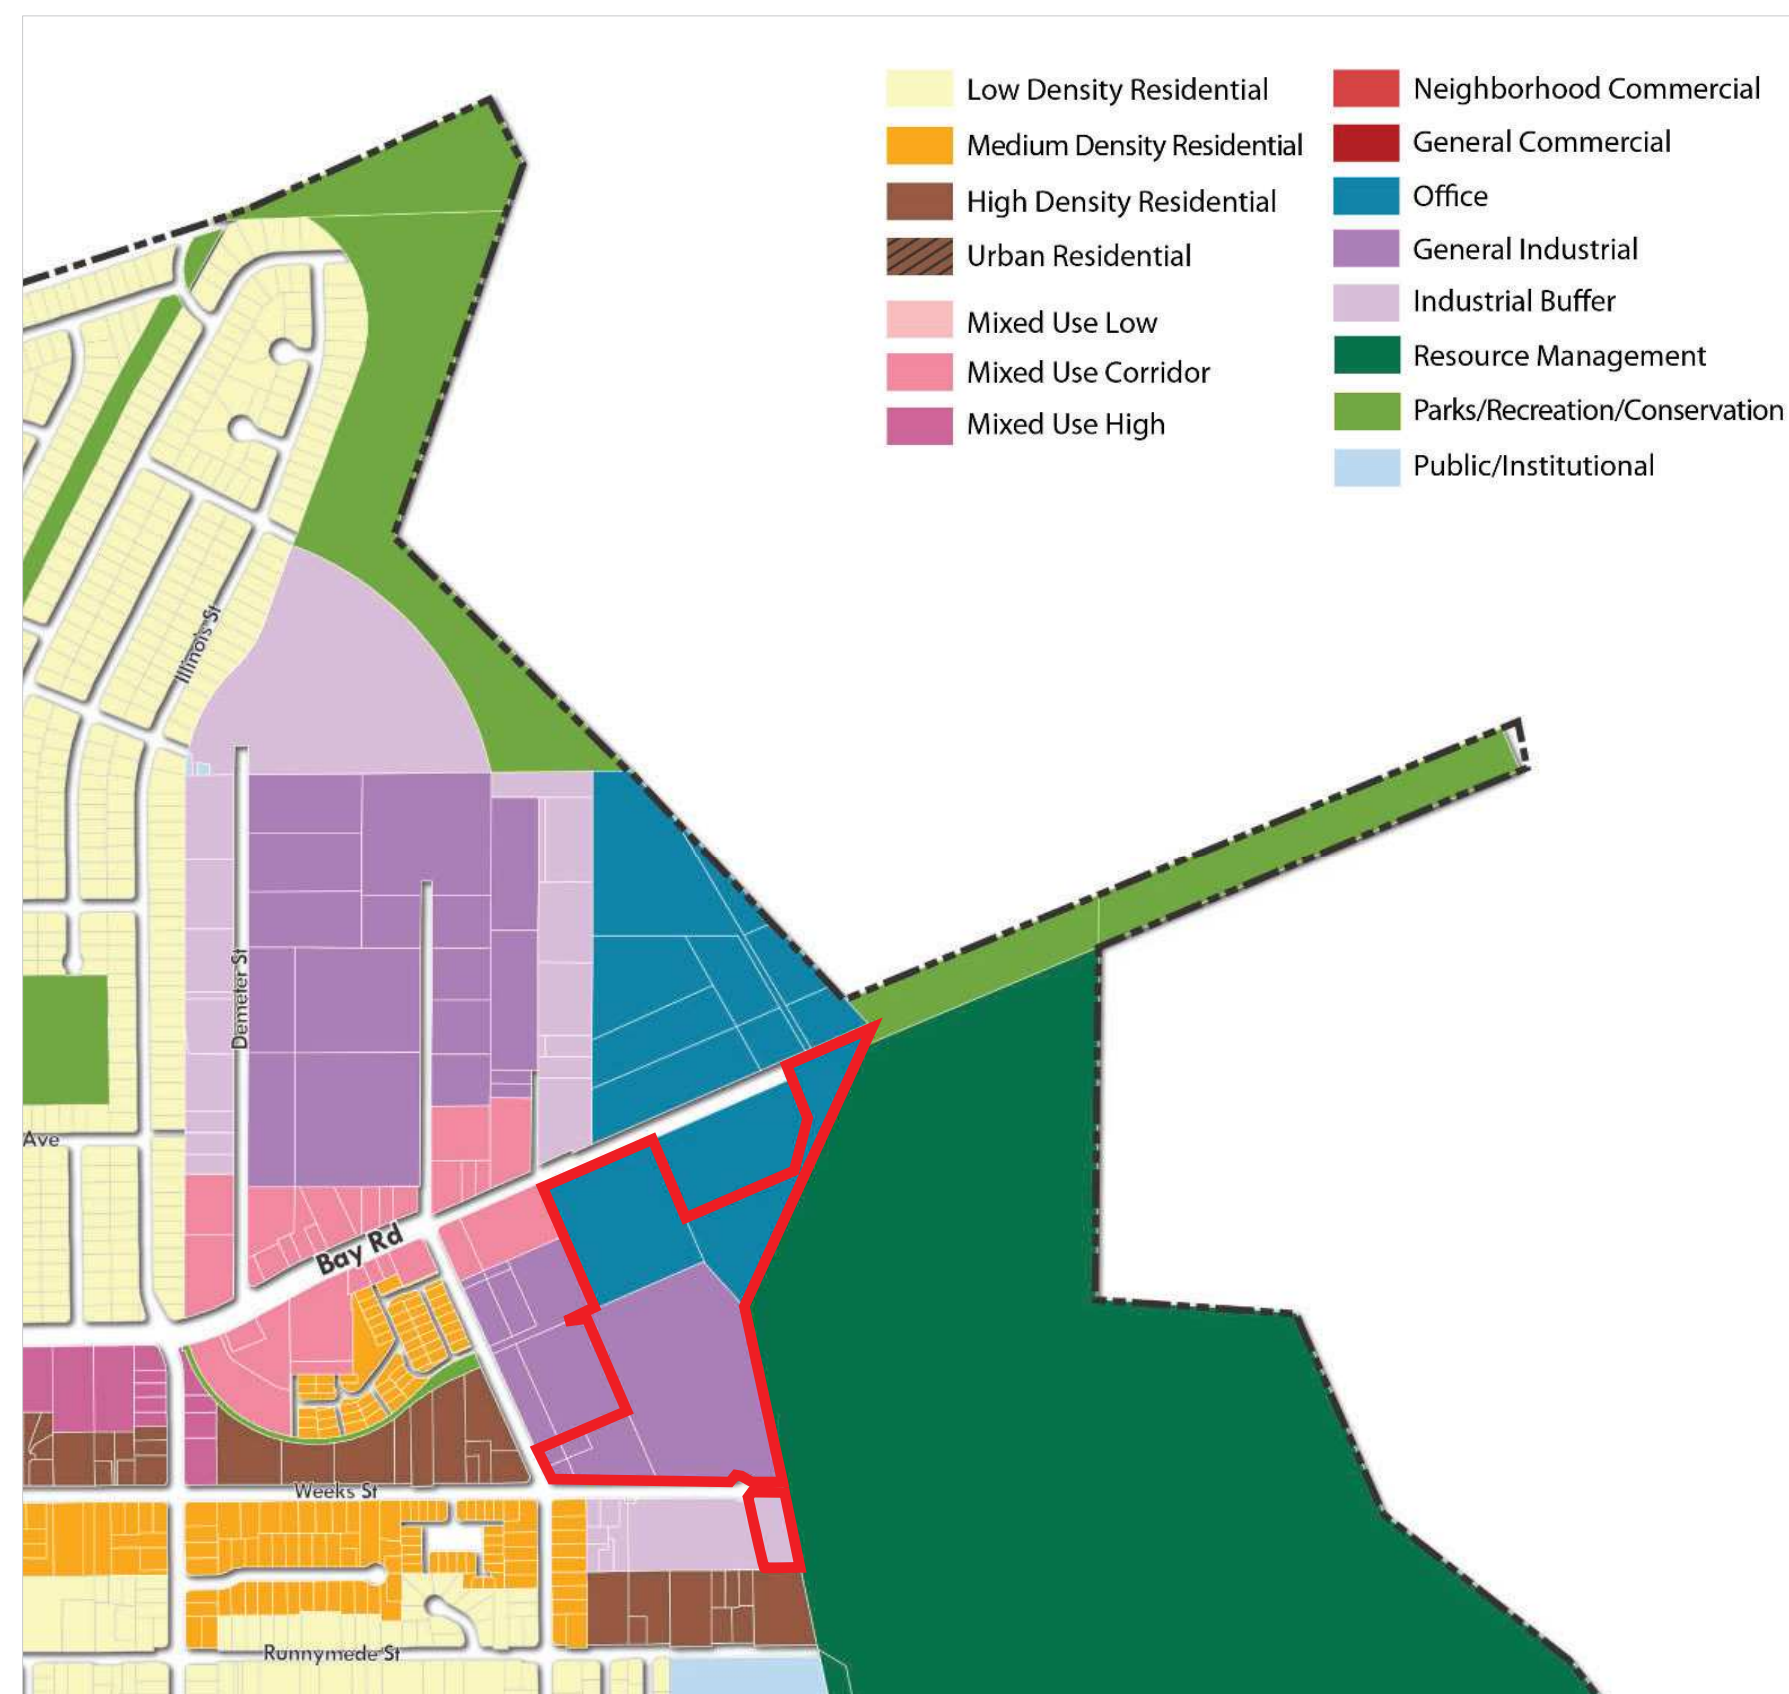 Low Density Residential
Medium Density Residential
High Density Residential
Urban Residential
Mixed Use Low
Mixed Use Corridor
Mixed Use High
Neighborhood Commercial
General Commercial
Office
General Industrial
Industrial Buffer
Resource Management
Parks/Recreation/Conservation
Public/Institutional
Illinois St
Demeter St
Ave
Bay Rd
Weeks St
Runnymede St